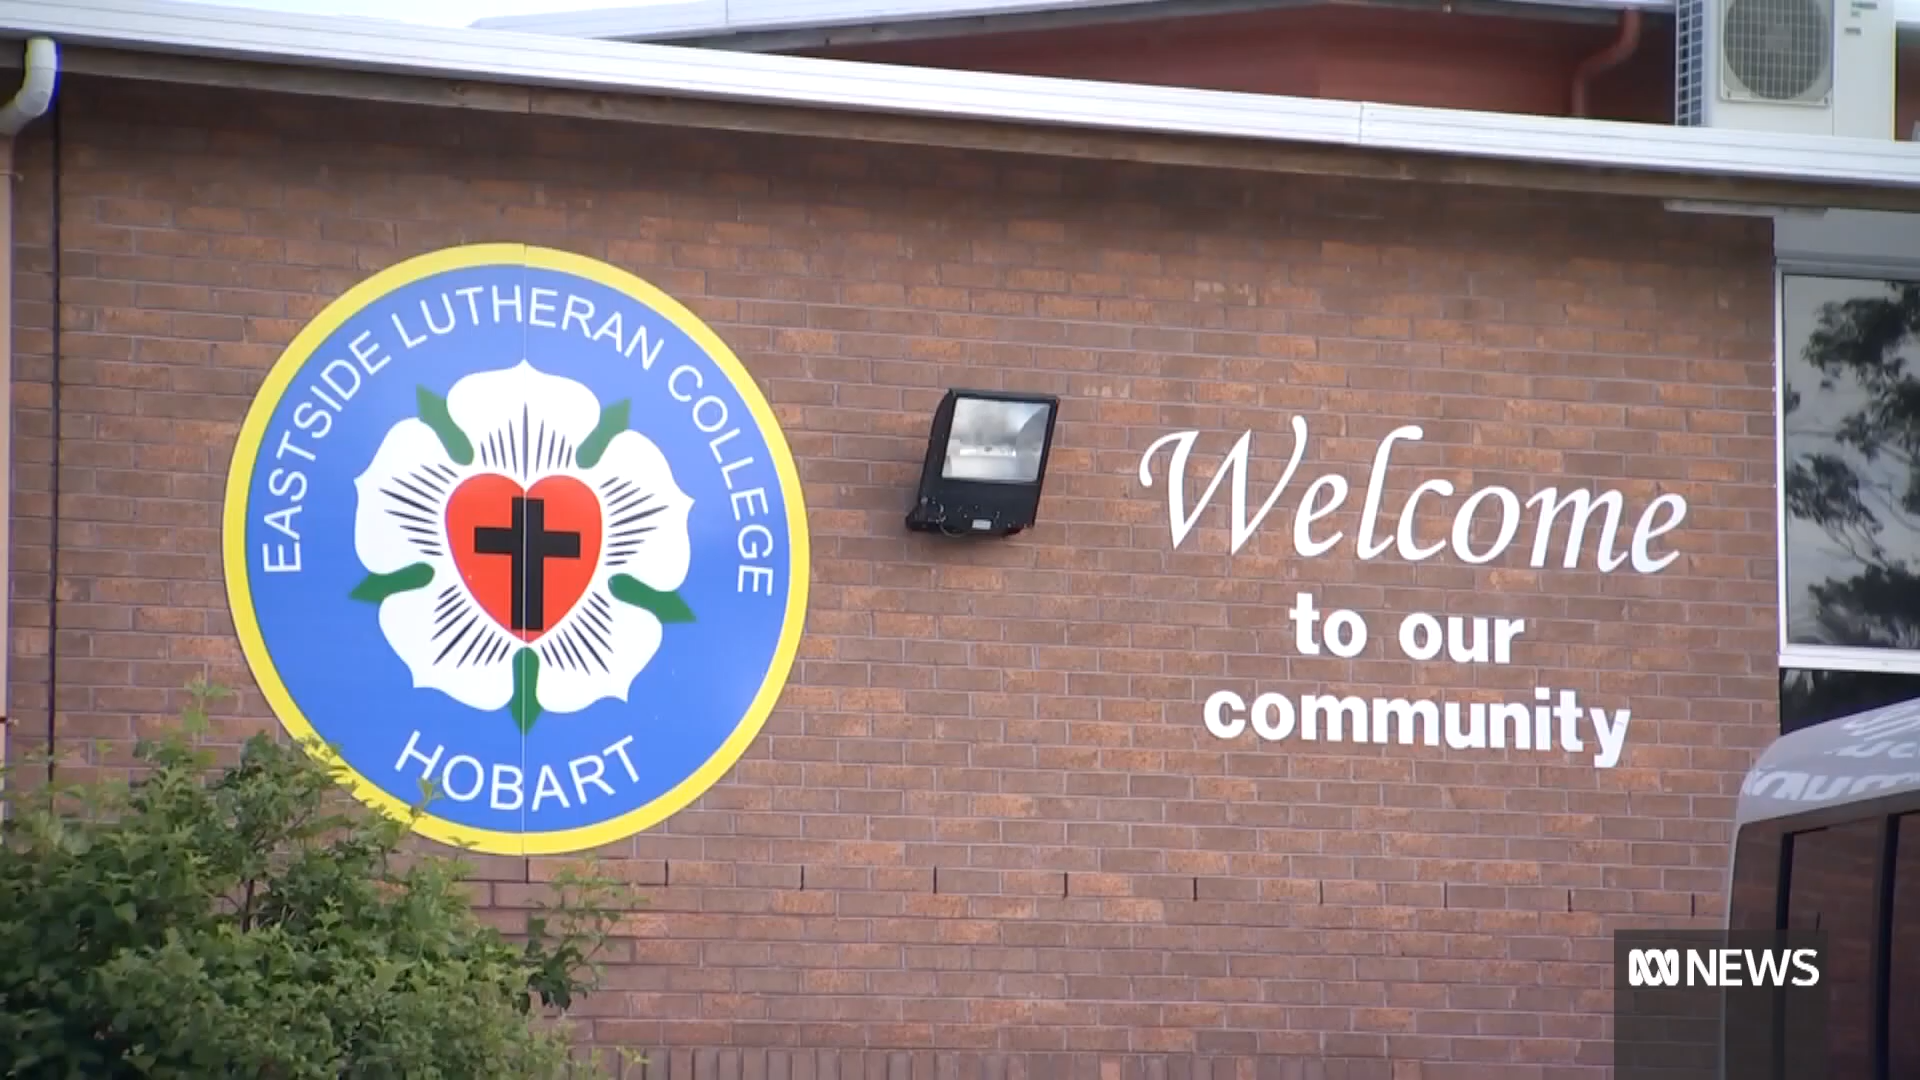 EASTSIDE LUTHERAN COLLEGE
HOBART
Welcome
to our
community
NEWS